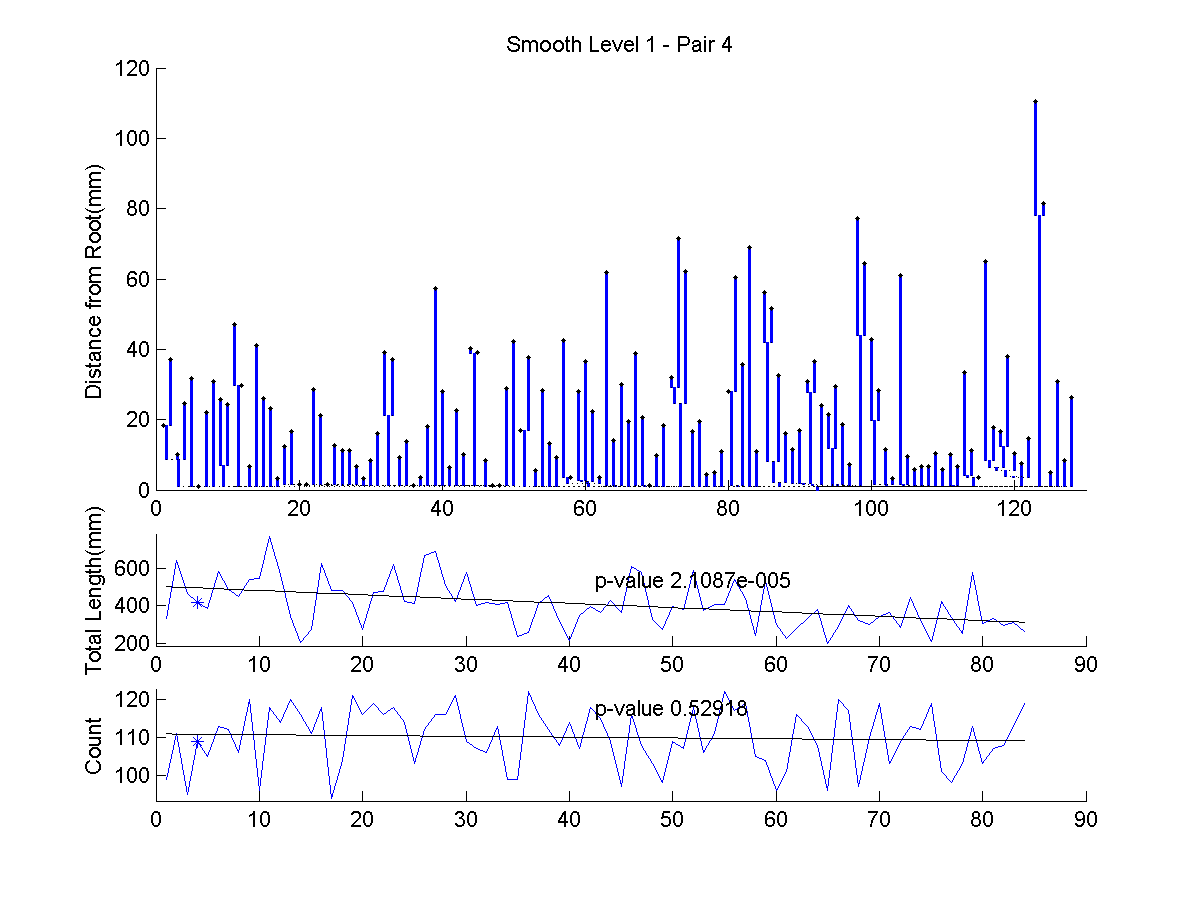 Smooth Level 1 - Pair 4
Distance from Root(mm)
120
100
80
60
40
20
0
0 20 40 60 80 100 120
Total Length(mm)
600
400
200
p-value 2.1087e-005
0 10 20 30 40 50 60 70 80 90
Count
120
110
100
p-value 0.52918
0 10 20 30 40 50 60 70 80 90